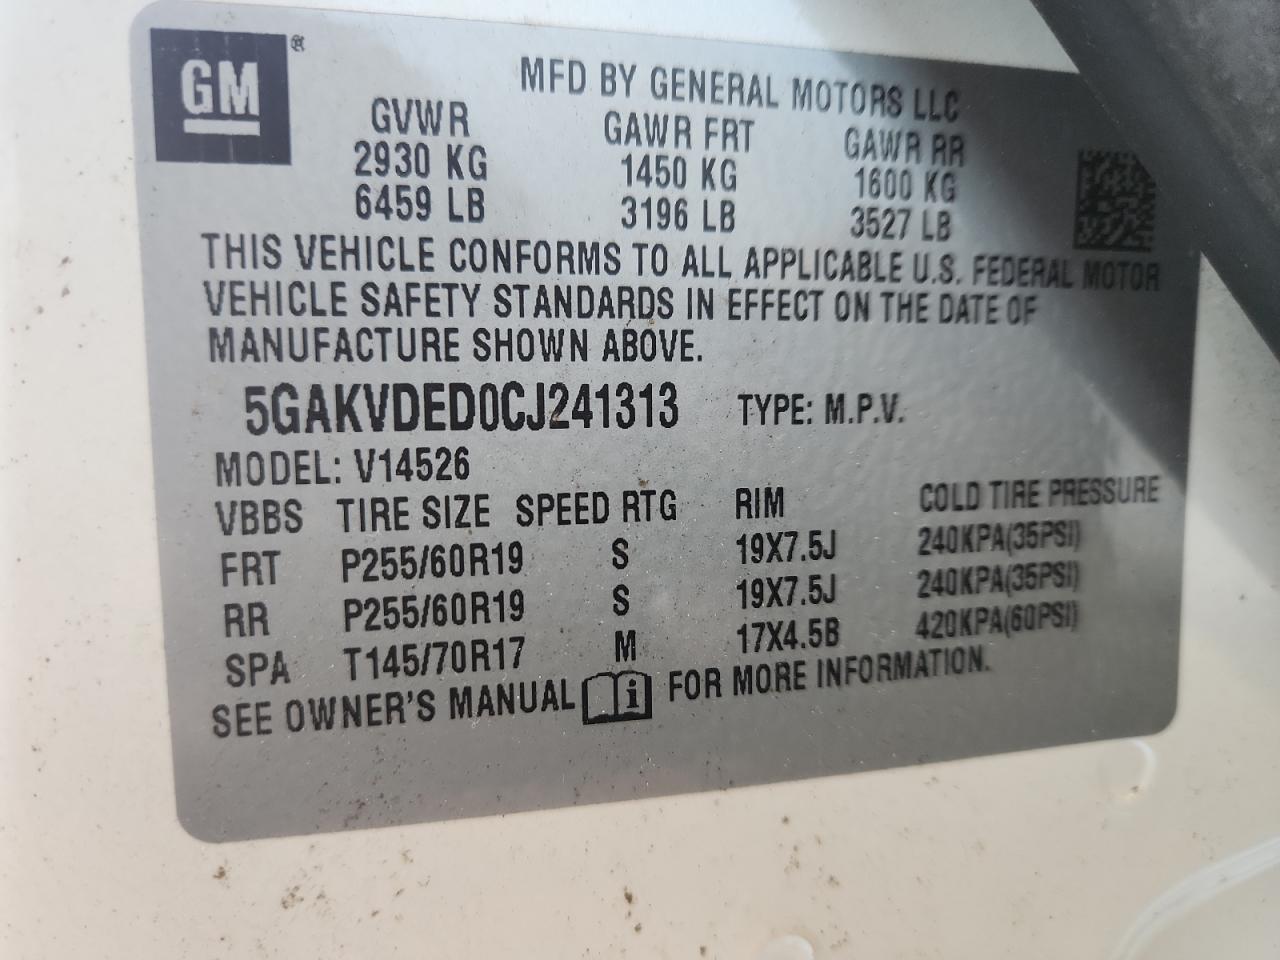 GM®
MFD BY GENERAL MOTORS LLC
GVWR GAWR FRT GAWR RR
2930 KG 1450 KG 1600 KG
6459 LB 3196 LB 3527 LB
THIS VEHICLE CONFORMS TO ALL APPLICABLE U.S. FEDERAL MOTOR
VEHICLE SAFETY STANDARDS IN EFFECT ON THE DATE OF
MANUFACTURE SHOWN ABOVE.
5GAKVDED0CJ241313 TYPE: M.P.V.
MODEL: V14526
VBBS TIRE SIZE SPEED RTG RIM COLD TIRE PRESSURE
FRT P255/60R19 S 19X7.5J 240KPA(35PSI)
RR P255/60R19 S 19X7.5J 240KPA(35PSI)
SPA T145/70R17 M 17X4.5B 420KPA(60PSI)
SEE OWNER'S MANUAL i FOR MORE INFORMATION.